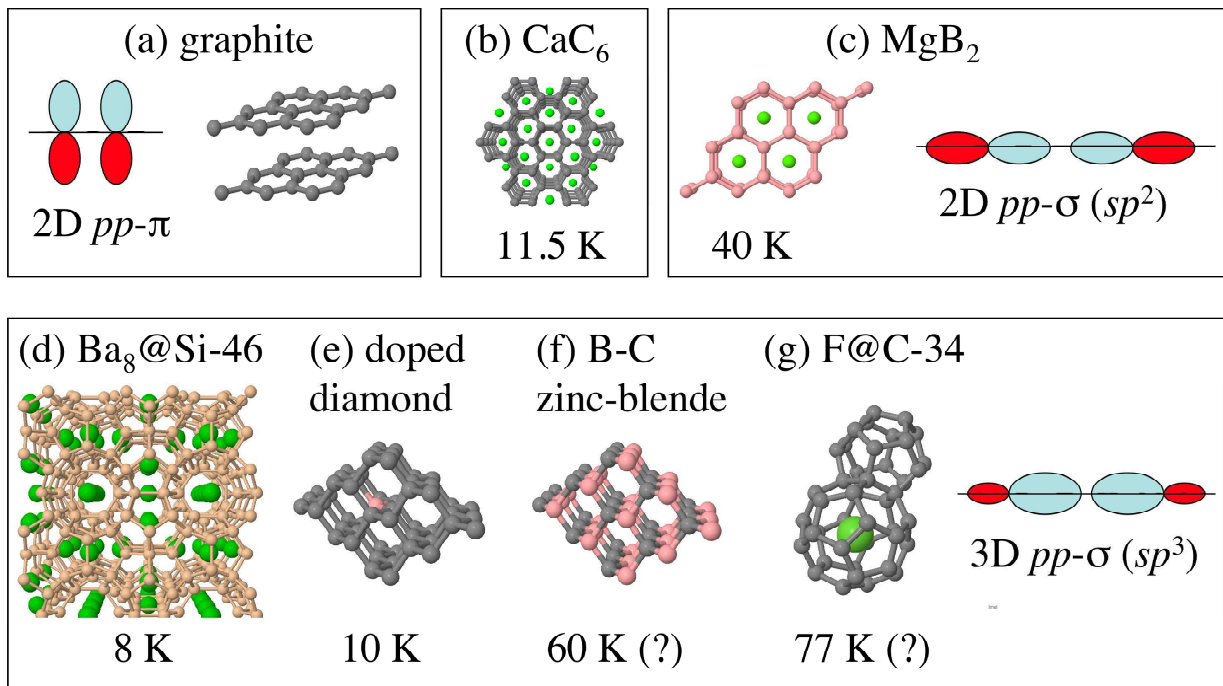 (a) graphite
2D pp-π
(b) CaC₆
11.5 K
(c) MgB₂
40 K
2D pp-σ (sp²)
(d) Ba₈@Si-46
8 K
(e) doped
diamond
10 K
(f) B-C
zinc-blende
60 K (?)
(g) F@C-34
77 K (?)
3D pp-σ (sp³)